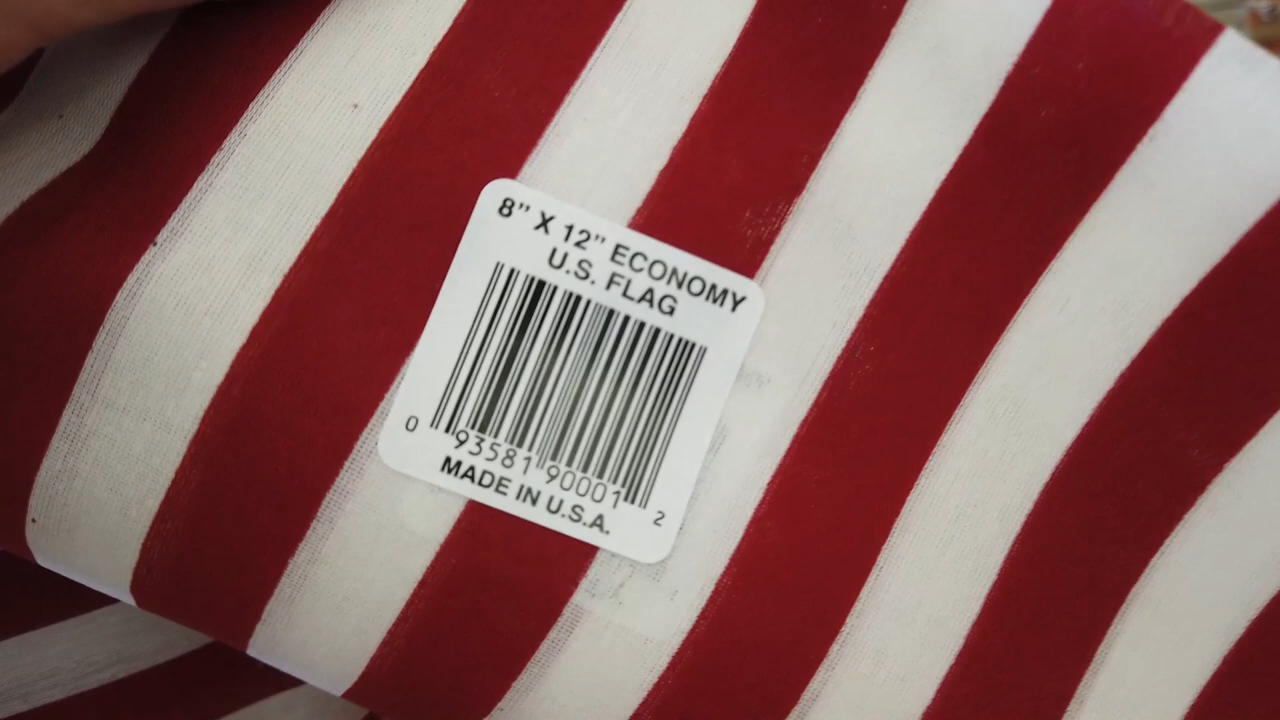 8" X 12" ECONOMY
U.S. FLAG
0 93581 90001 2
MADE IN U.S.A.